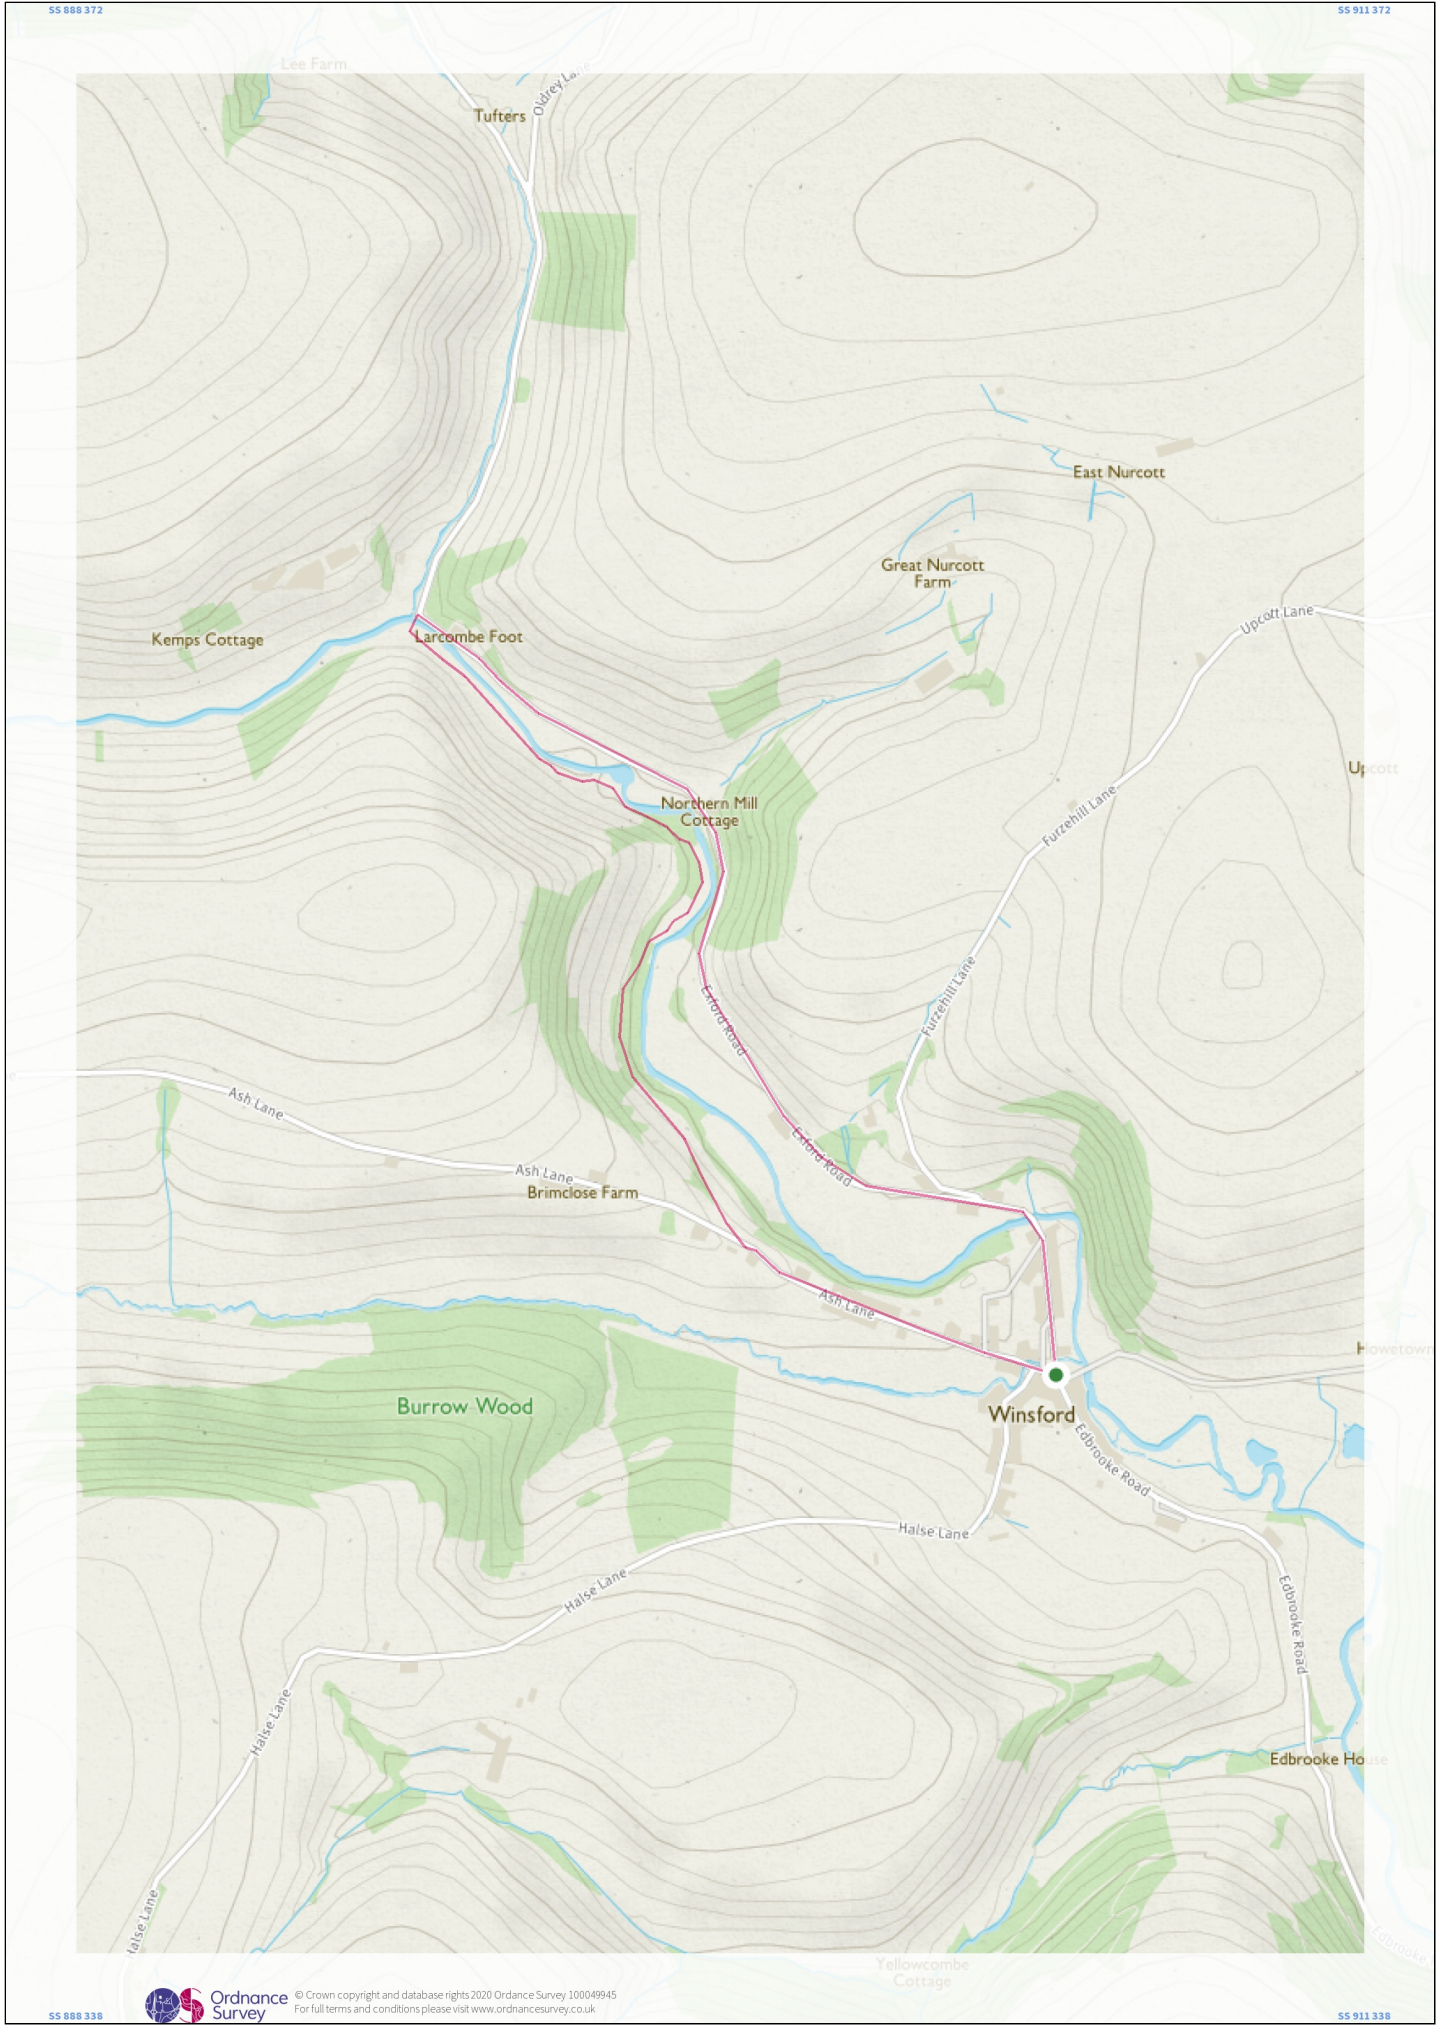 SS 888 372
SS 911 372
Lee Farm
Oldrey Lane
Tufters
East Nurcott
Great Nurcott
Farm
Upcott Lane
Kemps Cottage
Larcombe Foot
Upcott
Northern Mill
Cottage
Furzehill Lane
Furzehill Lane
Exford Road
Ash Lane
Exford Road
Ash Lane
Brimclose Farm
Ash Lane
Howetown
Burrow Wood
Winsford
Edbrooke Road
Halse Lane
Halse Lane
Edbrooke Road
Halse Lane
Edbrooke House
Halse Lane
Edbrooke
Yellowcombe
Cottage
Ordnance
Survey
© Crown copyright and database rights 2020 Ordance Survey 100049945
For full terms and conditions please visit www.ordnancesurvey.co.uk
SS 888 338
SS 911 338